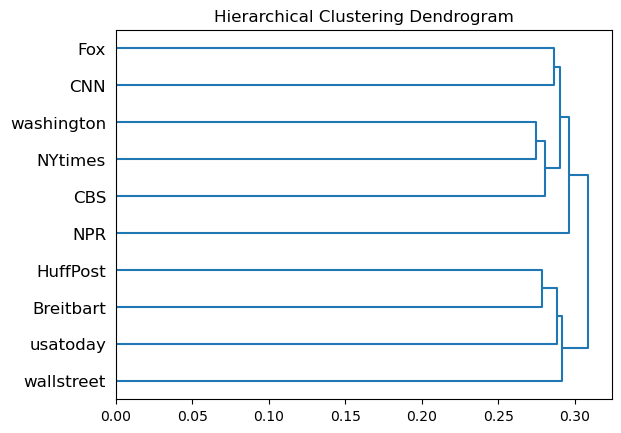 Hierarchical Clustering Dendrogram
Fox
CNN
washington
NYtimes
CBS
NPR
HuffPost
Breitbart
usatoday
wallstreet
0.00 0.05 0.10 0.15 0.20 0.25 0.30